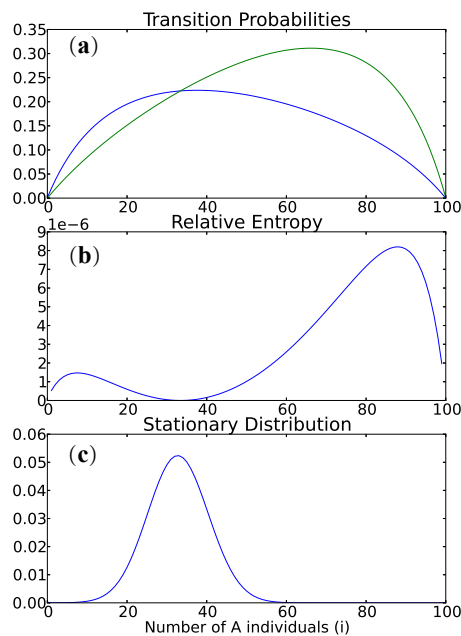 Transition Probabilities
(a)
0.35
0.30
0.25
0.20
0.15
0.10
0.05
0.00
0 20 40 60 80 100
1e−6
Relative Entropy
(b)
9
8
7
6
5
4
3
2
1
0
0 20 40 60 80 100
Stationary Distribution
(c)
0.06
0.05
0.04
0.03
0.02
0.01
0.00
0 20 40 60 80 100
Number of A individuals (i)